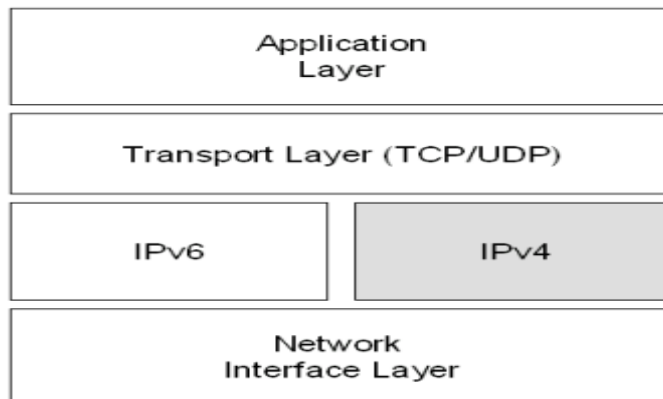 Application
Layer
Transport Layer (TCP/UDP)
IPv6
IPv4
Network
Interface Layer